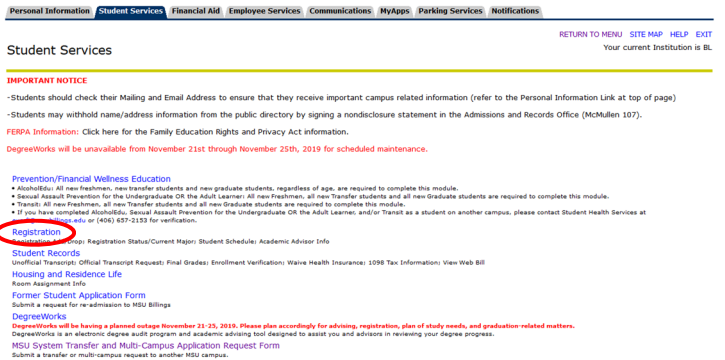 Personal Information Student Services Financial Aid Employee Services Communications MyApps Parking Services Notifications
RETURN TO MENU SITE MAP HELP EXIT
Student Services
Your current Institution is BL
IMPORTANT NOTICE
-Students should check their Mailing and Email Address to ensure that they receive important campus related information (refer to the Personal Information Link at top of page)
-Students may withhold name/address information from the public directory by signing a nondisclosure statement in the Admissions and Records Office (McMullen 107).
FERPA Information: Click here for the Family Education Rights and Privacy Act information.
DegreeWorks will be unavailable from November 21st through November 25th, 2019 for scheduled maintenance.
Prevention/Financial Wellness Education
• AlcoholEdu: All new freshmen, new transfer students and new graduate students, regardless of age, are required to complete this module.
• Sexual Assault Prevention for the Undergraduate OR the Adult Learner: All new Freshmen, all new Transfer students and all new Graduate students are required to complete this module.
• Transit: All new Freshmen, all new Transfer students and all new Graduate students are required to complete this module.
• If you have completed AlcoholEdu, Sexual Assault Prevention for the Undergraduate OR the Adult Learner, and/or Transit as a student on another campus, please contact Student Health Services at
or (406) 657-2153 for verification.
Registration
Registration Drop; Registration Status/Current Major; Student Schedule; Academic Advisor Info
Student Records
Unofficial Transcript; Official Transcript Request; Final Grades; Enrollment Verification; Waive Health Insurance; 1098 Tax Information; View Web Bill
Housing and Residence Life
Room Assignment Info
Former Student Application Form
Submit a request for re-admission to MSU Billings
DegreeWorks
DegreeWorks will be having a planned outage November 21-25, 2019. Please plan accordingly for advising, registration, plan of study needs, and graduation-related matters.
DegreeWorks is an electronic degree audit program and academic advising tool designed to assist you and advisors in reviewing your degree progress.
MSU System Transfer and Multi-Campus Application Request Form
Submit a transfer or multi-campus request to another MSU campus.